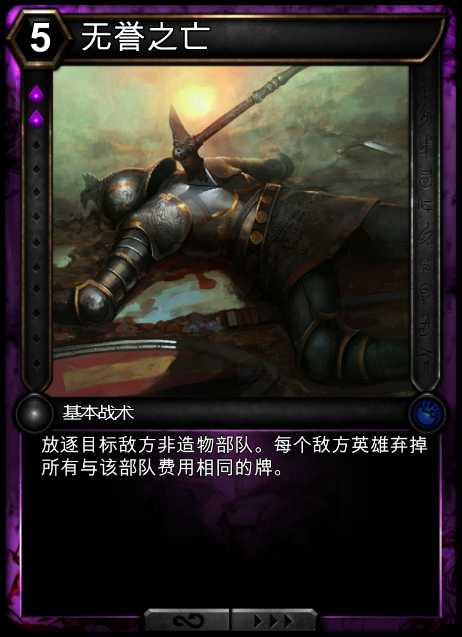 5
无誉之亡
基本战术
放逐目标敌方非造物部队。每个敌方英雄弃掉
所有与该部队费用相同的牌。